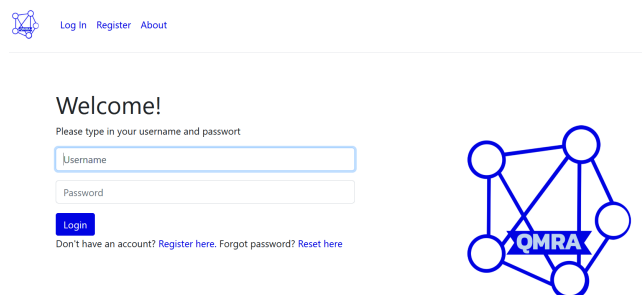 Log In Register About
Welcome!
Please type in your username and passwort
Username
Password
Login
Don't have an account? Register here. Forgot password? Reset here
QMRA